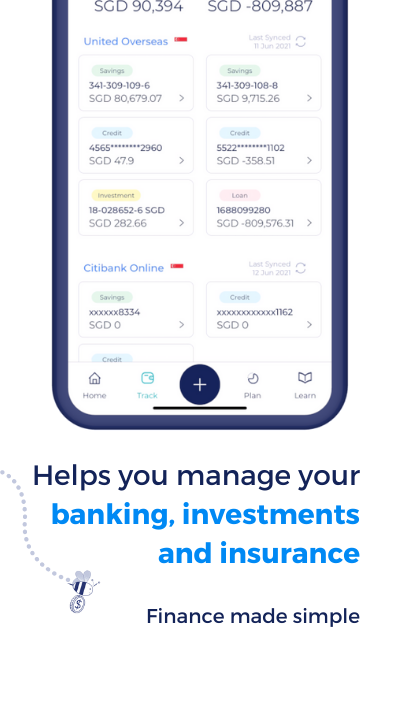 SGD 90,394 SGD -809,887
United Overseas
Last Synced
11 Jun 2021
Savings
341-309-109-6
SGD 80,679.07
Savings
341-309-108-8
SGD 9,715.26
Credit
4565********2960
SGD 47.9
Credit
5522********1102
SGD -358.51
Investment
18-028652-6 SGD
SGD 282.66
Loan
1688099280
SGD -809,576.31
Citibank Online
Last Synced
12 Jun 2021
Savings
xxxxxx8334
SGD 0
Credit
xxxxxxxxxxxx1162
SGD 0
Credit
Home
Track
Plan
Learn
Helps you manage your
banking, investments
and insurance
Finance made simple